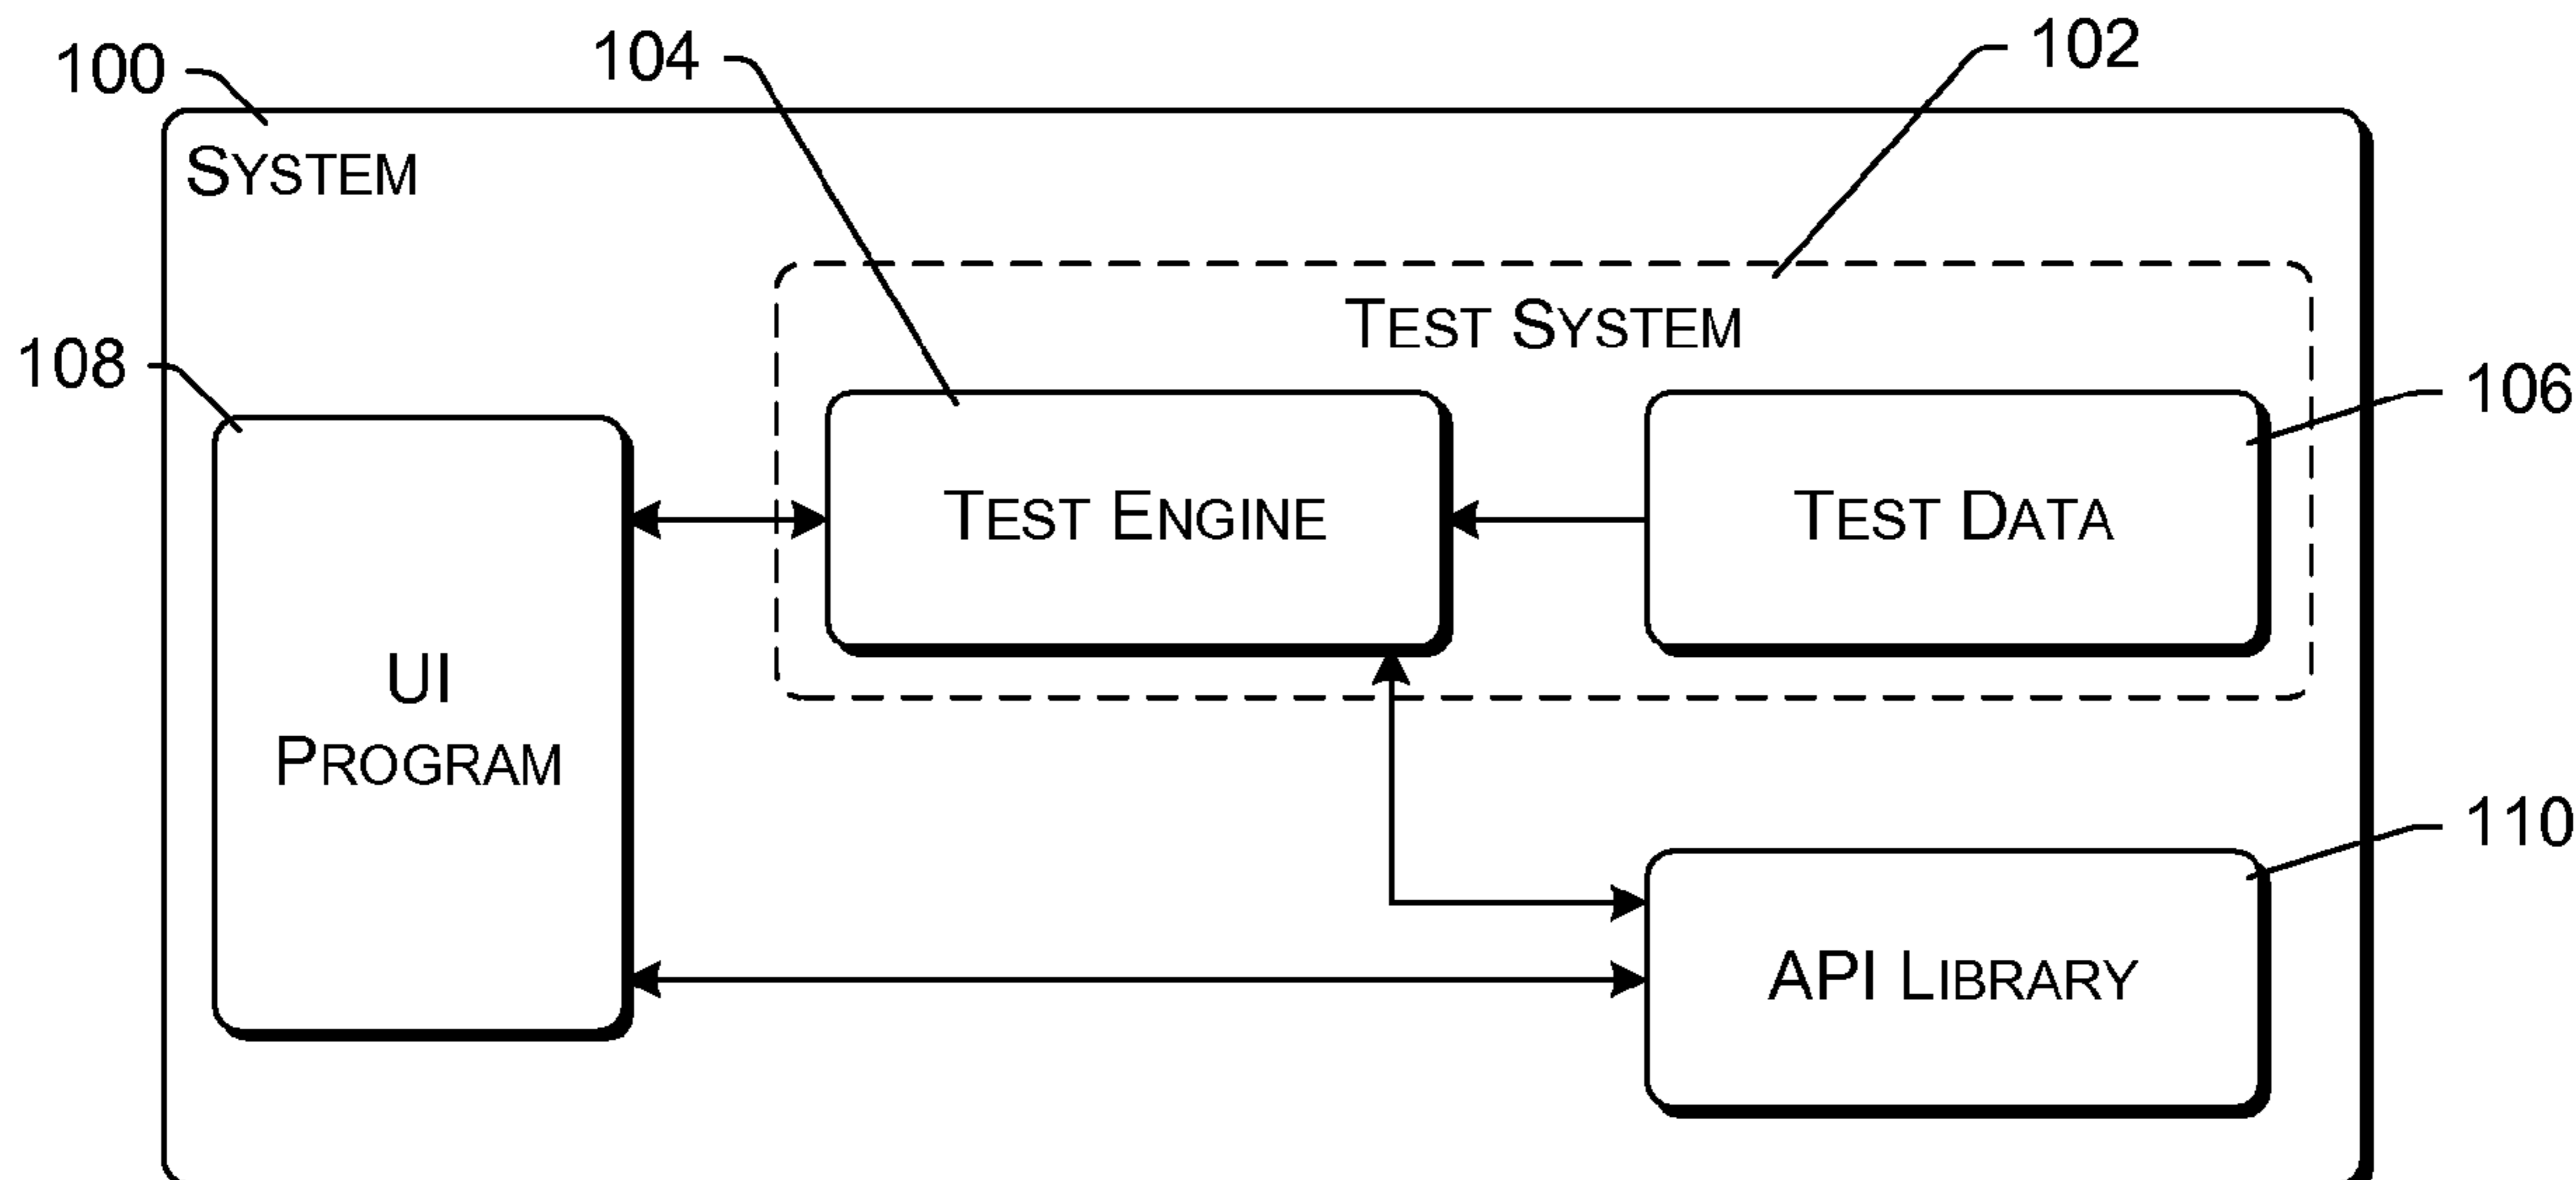 100
104
102
SYSTEM
TEST SYSTEM
108
106
TEST ENGINE
TEST DATA
UI
PROGRAM
110
API LIBRARY